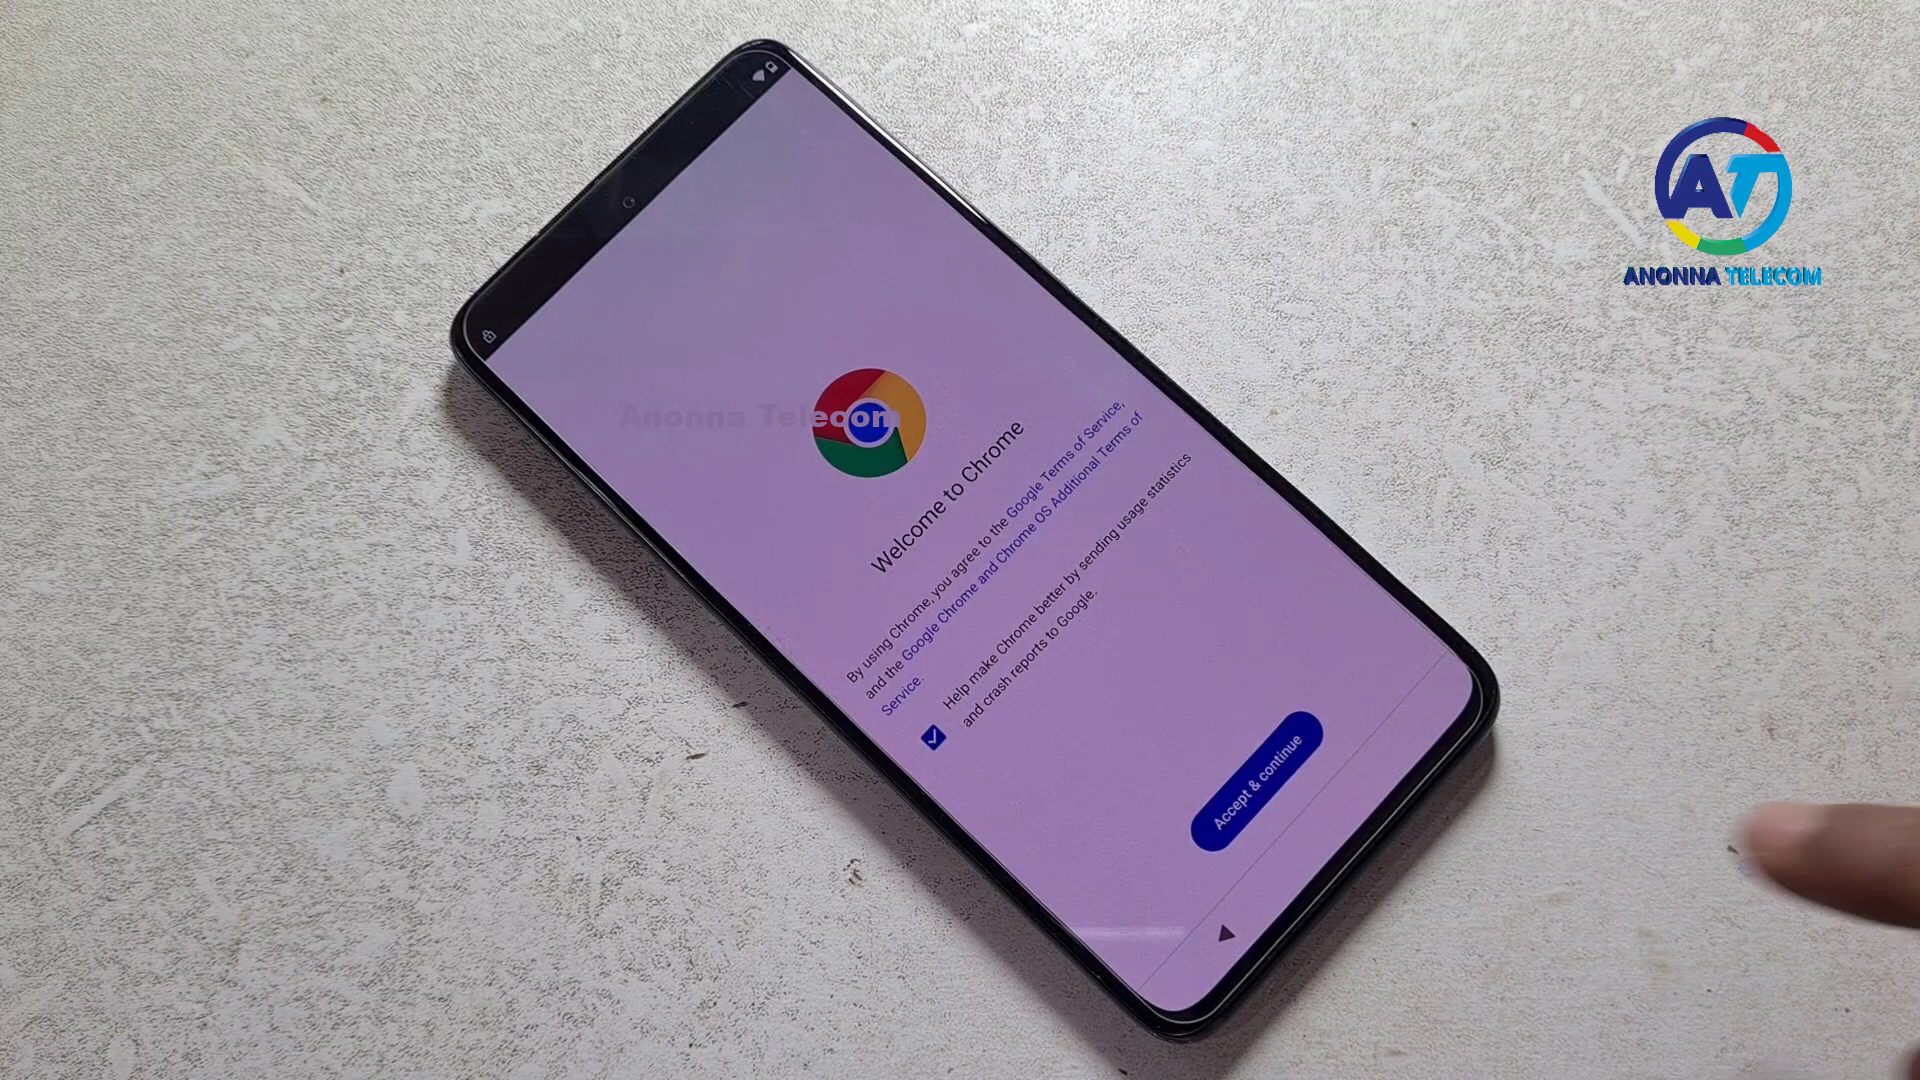 AT
ANONNA TELECOM
Anonna Telecom
Welcome to Chrome
By using Chrome, you agree to the Google Terms of Service,
and the Google Chrome and Chrome OS Additional Terms of
Service.
Help make Chrome better by sending usage statistics
and crash reports to Google.
Accept & continue